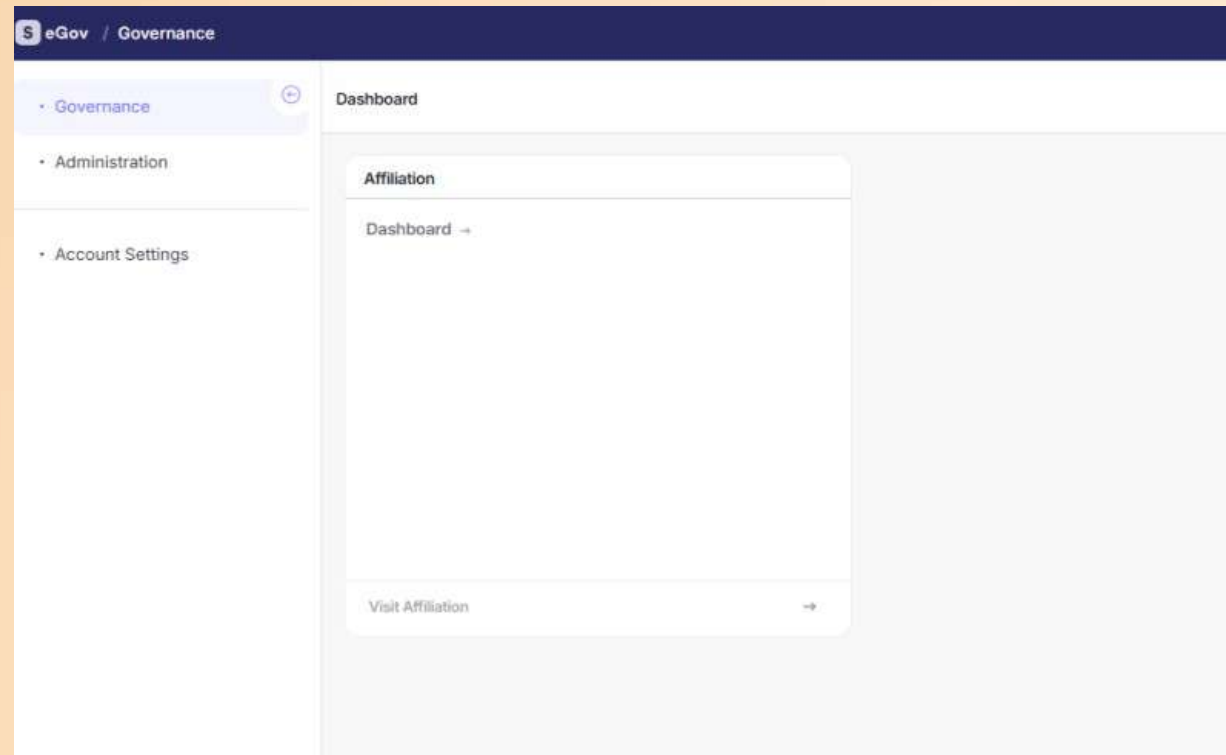 S eGov / Governance
• Governance
• Administration
• Account Settings
Dashboard
Affiliation
Dashboard →
Visit Affiliation →